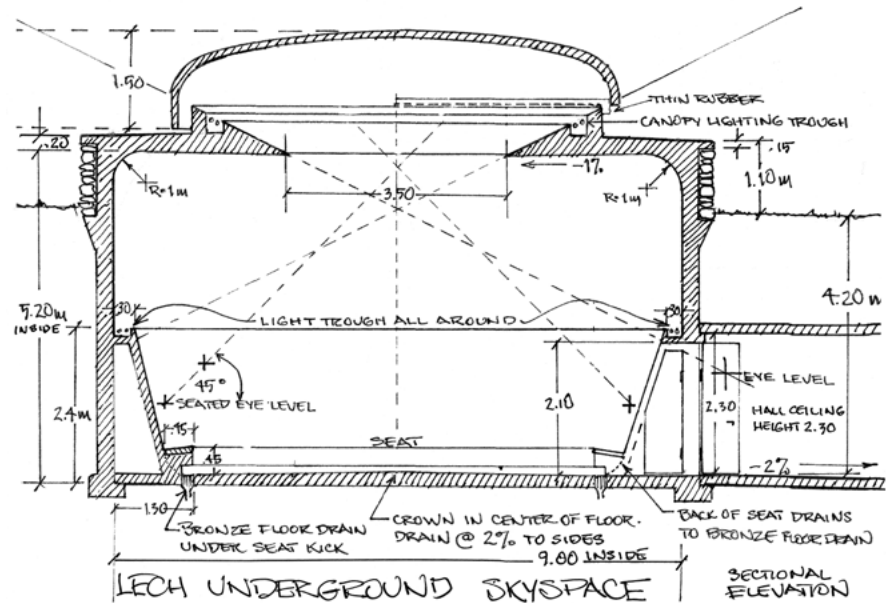 1.50
THIN RUBBER
CANOPY LIGHTING TROUGH
.20
.15
-1%
R=1m
3.50
R=1m
1.10 m
5.20 m
INSIDE
.30
LIGHT TROUGH ALL AROUND
.30
4.20 m
45°
SEATED EYE LEVEL
2.10
EYE LEVEL
2.4 m
2.30
HALL CEILING
HEIGHT 2.30
.45
SEAT
.45
-2%
1.30
BRONZE FLOOR DRAIN
UNDER SEAT KICK
CROWN IN CENTER OF FLOOR.
DRAIN @ 2% TO SIDES
BACK OF SEAT DRAINS
TO BRONZE FLOOR DRAIN
9.00 INSIDE
LECH UNDERGROUND SKYSPACE
SECTIONAL
ELEVATION